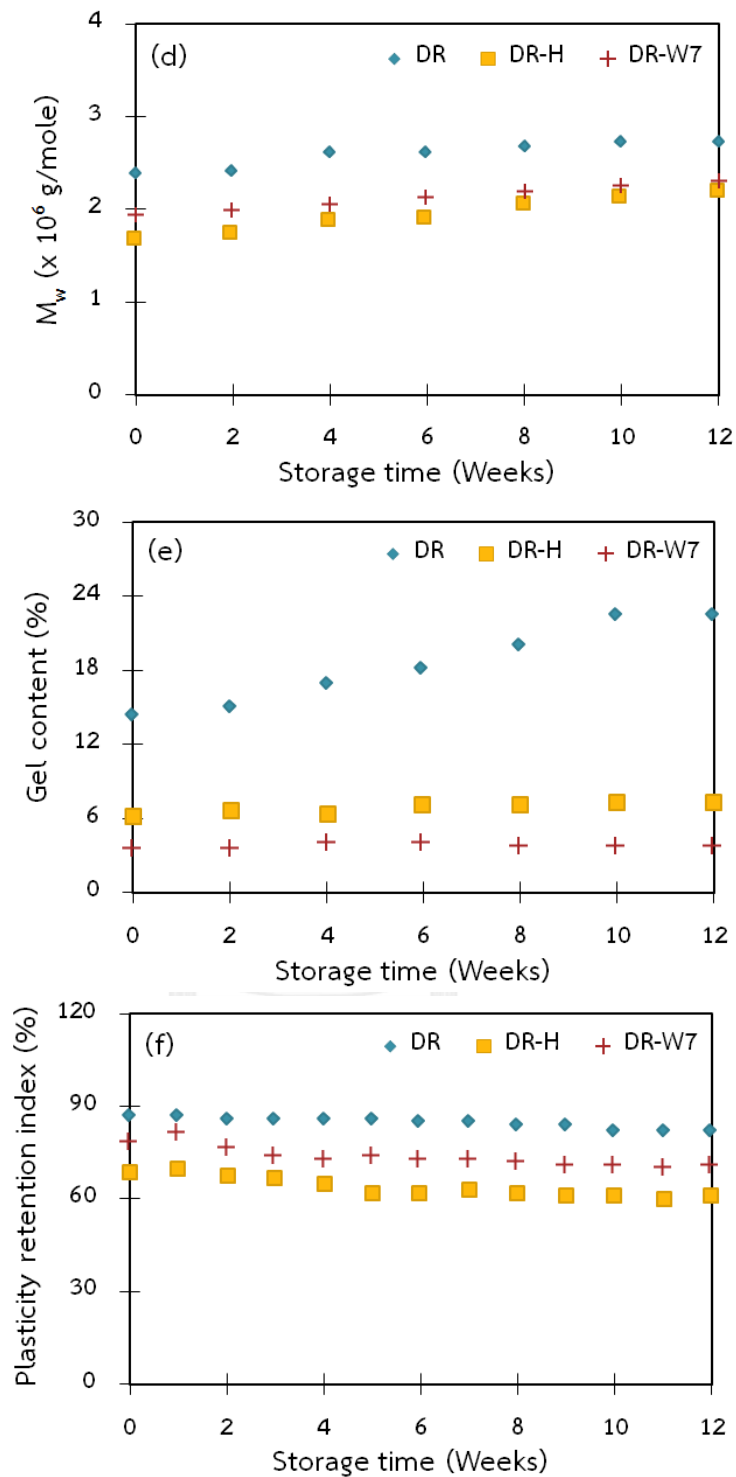 4
(d)
DR
DR-H
DR-W7
3
2
1
0
M_w (x 10⁶ g/mole)
0 2 4 6 8 10 12
Storage time (Weeks)
30
(e)
DR
DR-H
DR-W7
24
18
12
6
0
Gel content (%)
0 2 4 6 8 10 12
Storage time (Weeks)
120
(f)
DR
DR-H
DR-W7
90
60
30
0
Plasticity retention index (%)
0 2 4 6 8 10 12
Storage time (Weeks)